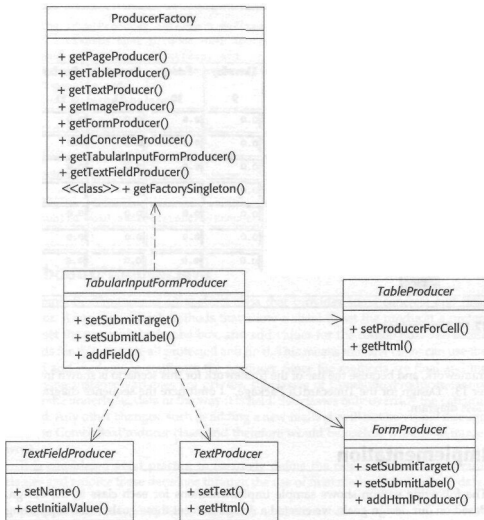 ProducerFactory
+ getPageProducer()
+ getTableProducer()
+ getTextProducer()
+ getImageProducer()
+ getFormProducer()
+ addConcreteProducer()
+ getTabularInputFormProducer()
+ getTextFieldProducer()
<<class>> + getFactorySingleton()
TabularInputFormProducer
+ setSubmitTarget()
+ setSubmitLabel()
+ addField()
TableProducer
+ setProducerForCell()
+ getHtml()
TextFieldProducer
+ setName()
+ setInitialValue()
TextProducer
+ setText()
+ getHtml()
FormProducer
+ setSubmitTarget()
+ setSubmitLabel()
+ addHtmlProducer()